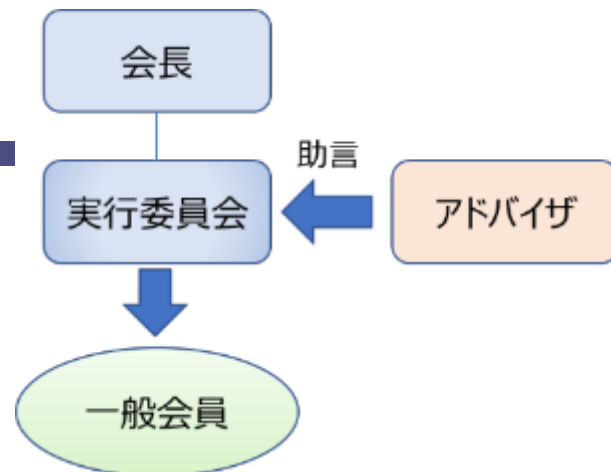 会長
助言
実行委員会
アドバイザ
一般会員